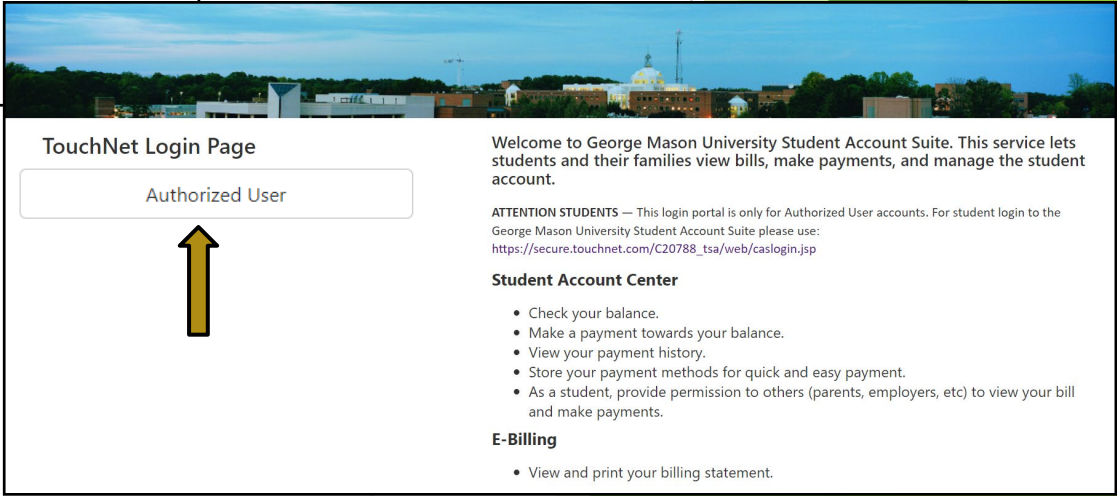 TouchNet Login Page
Authorized User
Welcome to George Mason University Student Account Suite. This service lets
students and their families view bills, make payments, and manage the student
account.
ATTENTION STUDENTS — This login portal is only for Authorized User accounts. For student login to the
George Mason University Student Account Suite please use:
https://secure.touchnet.com/C20788_tsa/web/caslogin.jsp
Student Account Center
• Check your balance.
• Make a payment towards your balance.
• View your payment history.
• Store your payment methods for quick and easy payment.
• As a student, provide permission to others (parents, employers, etc) to view your bill
and make payments.
E-Billing
• View and print your billing statement.